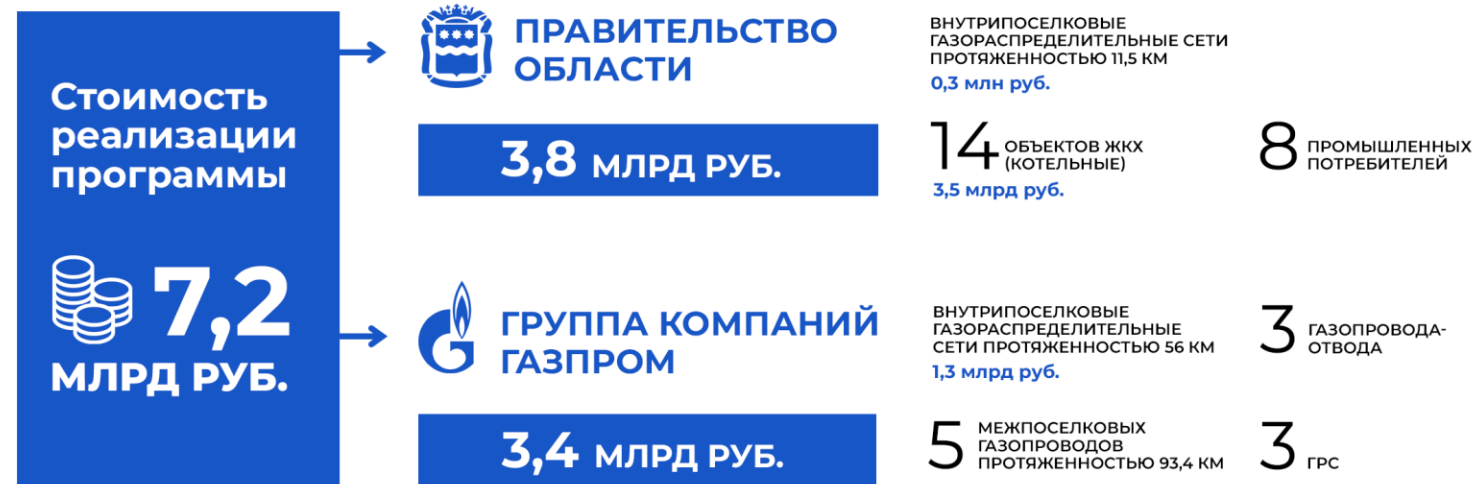 Стоимость
реализации
программы
7,2
МЛРД РУБ.
ПРАВИТЕЛЬСТВО
ОБЛАСТИ
3,8 МЛРД РУБ.
ВНУТРИПОСЕЛКОВЫЕ
ГАЗОРАСПРЕДЕЛИТЕЛЬНЫЕ СЕТИ
ПРОТЯЖЕННОСТЬЮ 11,5 КМ
0,3 млн руб.
14 ОБЪЕКТОВ ЖКХ
(КОТЕЛЬНЫЕ)
3,5 млрд руб.
8 ПРОМЫШЛЕННЫХ
ПОТРЕБИТЕЛЕЙ
ГРУППА КОМПАНИЙ
ГАЗПРОМ
3,4 МЛРД РУБ.
ВНУТРИПОСЕЛКОВЫЕ
ГАЗОРАСПРЕДЕЛИТЕЛЬНЫЕ
СЕТИ ПРОТЯЖЕННОСТЬЮ 56 КМ
1,3 млрд руб.
3 ГАЗОПРОВОДА-
ОТВОДА
5 МЕЖПОСЕЛКОВЫХ
ГАЗОПРОВОДОВ
ПРОТЯЖЕННОСТЬЮ 93,4 КМ
3 ГРС